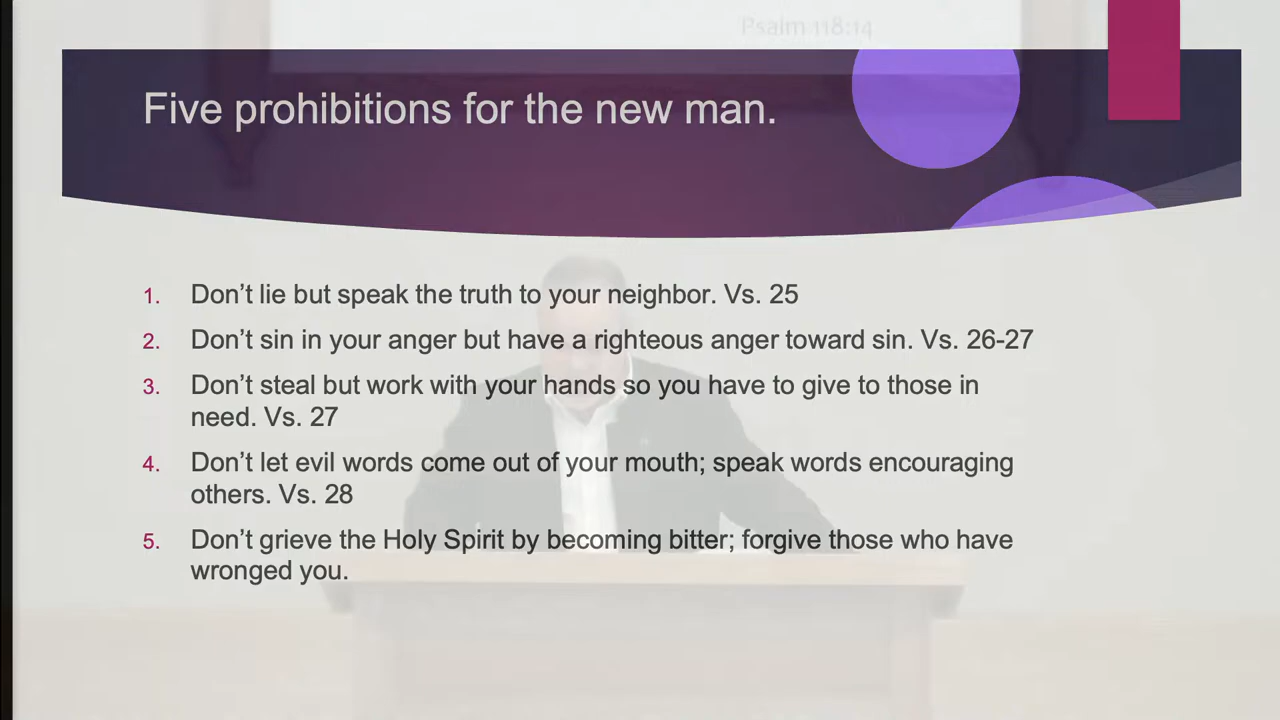 Psalm 118:14
Five prohibitions for the new man.
1. Don’t lie but speak the truth to your neighbor. Vs. 25
2. Don’t sin in your anger but have a righteous anger toward sin. Vs. 26-27
3. Don’t steal but work with your hands so you have to give to those in
need. Vs. 27
4. Don’t let evil words come out of your mouth; speak words encouraging
others. Vs. 28
5. Don’t grieve the Holy Spirit by becoming bitter; forgive those who have
wronged you.